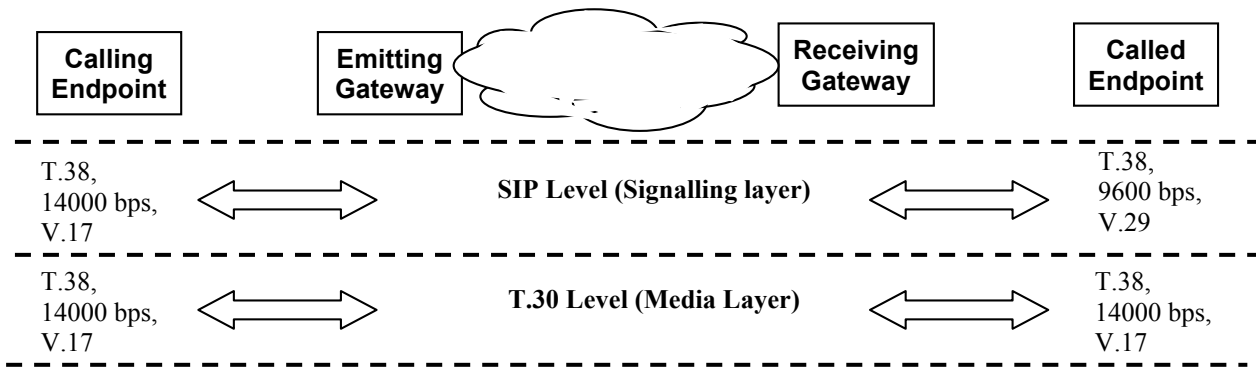 Calling
Endpoint
Emitting
Gateway
Receiving
Gateway
Called
Endpoint
T.38,
14000 bps,
V.17
SIP Level (Signalling layer)
T.38,
9600 bps,
V.29
T.38,
14000 bps,
V.17
T.30 Level (Media Layer)
T.38,
14000 bps,
V.17